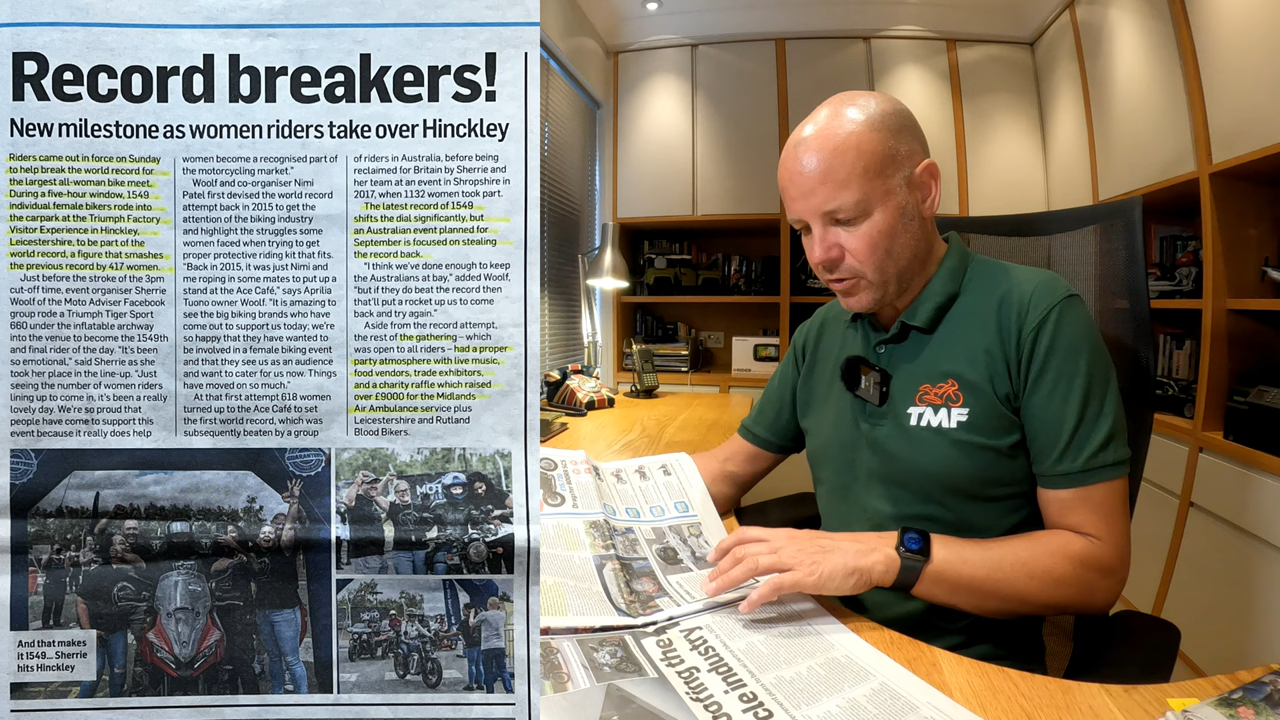 Record breakers!
New milestone as women riders take over Hinckley
Riders came out in force on Sunday
to help break the world record for
the largest all-woman bike meet.
During a five-hour window, 1549
individual female bikers rode into
the carpark at the Triumph Factory
Visitor Experience in Hinckley,
Leicestershire, to be part of the
world record, a figure that smashes
the previous record by 417 women.
Just before the stroke of the 3pm
cut-off time, event organiser Sherrie
Woolf of the Moto Adviser Facebook
group rode a Triumph Tiger Sport
660 under the inflatable archway
into the venue to become the 1549th
and final rider of the day. "It's been
so emotional," said Sherrie as she
took her place in the line-up. "Just
seeing the number of women riders
lining up to come in, it's been a really
lovely day. We're so proud that
people have come to support this
event because it really does help
women become a recognised part of
the motorcycling market."
Woolf and co-organiser Nimi
Patel first devised the world record
attempt back in 2015 to get the
attention of the biking industry
and highlight the struggles some
women faced when trying to get
proper protective riding kit that fits.
"Back in 2015, it was just Nimi and
me roping in some mates to put up a
stand at the Ace Café," says Aprilia
Tuono owner Woolf. "It is amazing to
see the big biking brands who have
come out to support us today; we're
so happy that they have wanted to
be involved in a female biking event
and that they see us as an audience
and want to cater for us now. Things
have moved on so much."
At that first attempt 618 women
turned up to the Ace Café to set
the first world record, which was
subsequently beaten by a group
of riders in Australia, before being
reclaimed for Britain by Sherrie and
her team at an event in Shropshire in
2017, when 1132 women took part.
The latest record of 1549
shifts the dial significantly, but
an Australian event planned for
September is focused on stealing
the record back.
"I think we've done enough to keep
the Australians at bay," added Woolf,
"but if they do beat the record then
that'll put a rocket up us to come
back and try again."
Aside from the record attempt,
the rest of the gathering – which
was open to all riders – had a proper
party atmosphere with live music,
food vendors, trade exhibitors,
and a charity raffle which raised
over £9000 for the Midlands
Air Ambulance service plus
Leicestershire and Rutland
Blood Bikers.
And that makes
it 1549... Sherrie
hits Hinckley
MOTO
TMF
cle industry